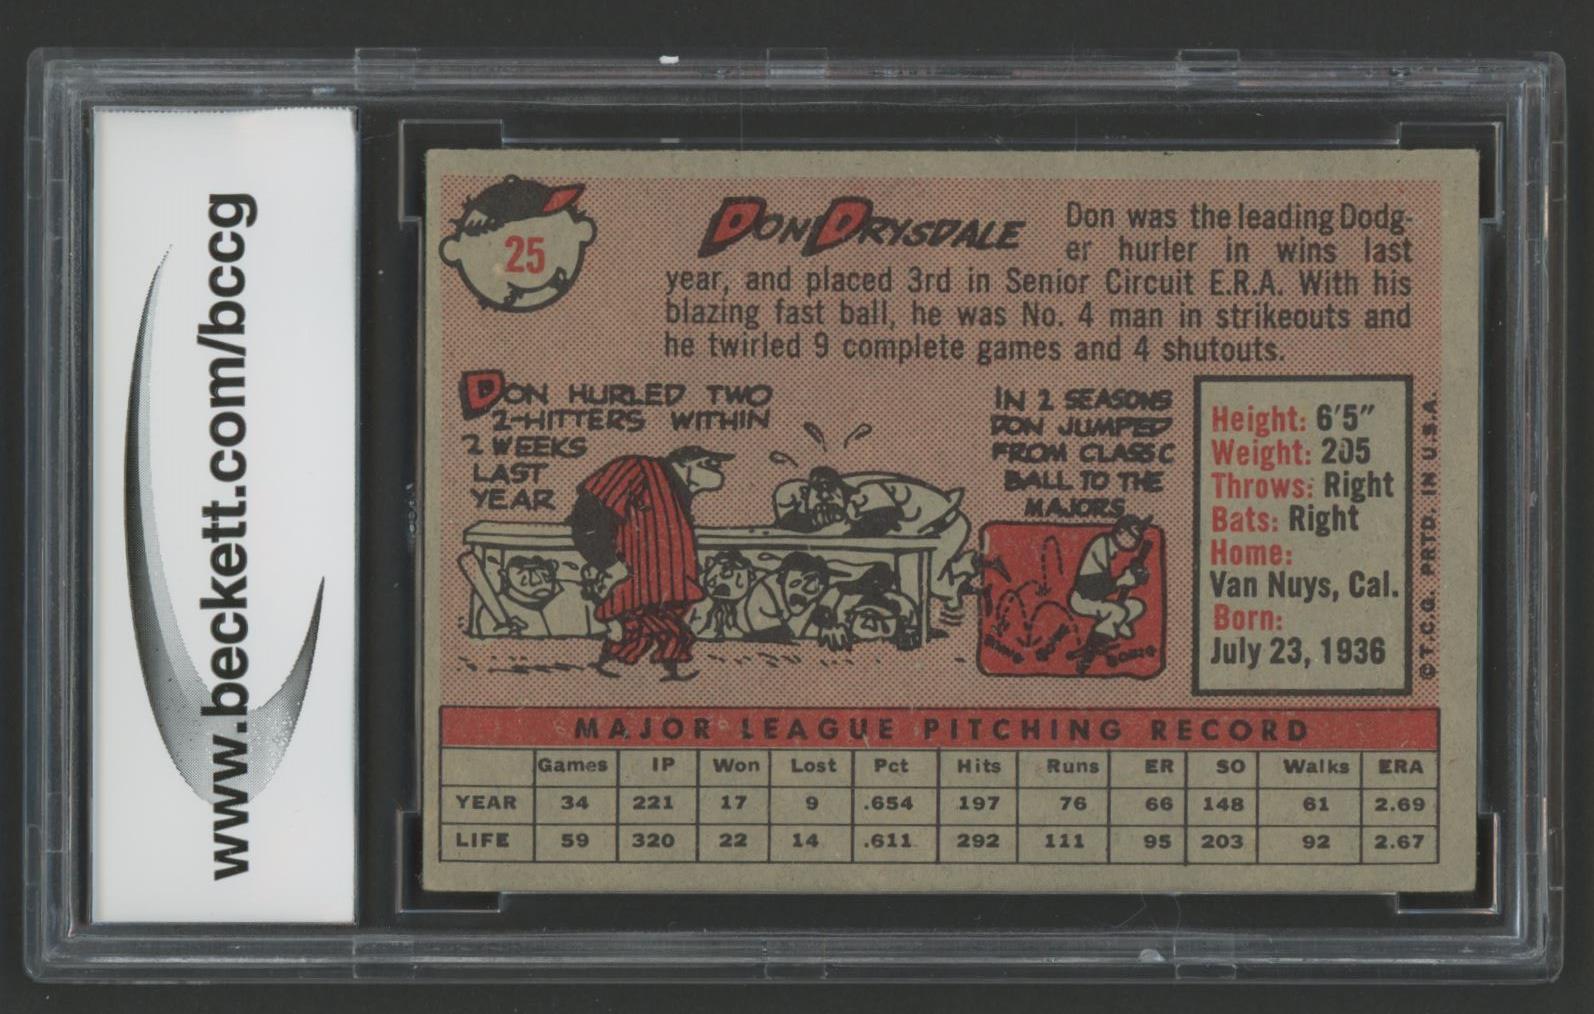 www.beckett.com/bccg
25
DON DRYSDALE
Don was the leading Dodg-
er hurler in wins last
year, and placed 3rd in Senior Circuit E.R.A. With his
blazing fast ball, he was No. 4 man in strikeouts and
he twirled 9 complete games and 4 shutouts.
DON HURLED TWO
2-HITTERS WITHIN
2 WEEKS
LAST
YEAR
IN 2 SEASONS
DON JUMPED
FROM CLASS C
BALL TO THE
MAJORS
Height: 6'5"
Weight: 205
Throws: Right
Bats: Right
Home:
Van Nuys, Cal.
Born:
July 23, 1936
© T.C.G. PRTD. IN U.S.A.
MAJOR LEAGUE PITCHING RECORD
Games IP Won Lost Pct Hits Runs ER SO Walks ERA
YEAR 34 221 17 9 .654 197 76 66 148 61 2.69
LIFE 59 320 22 14 .611 292 111 95 203 92 2.67